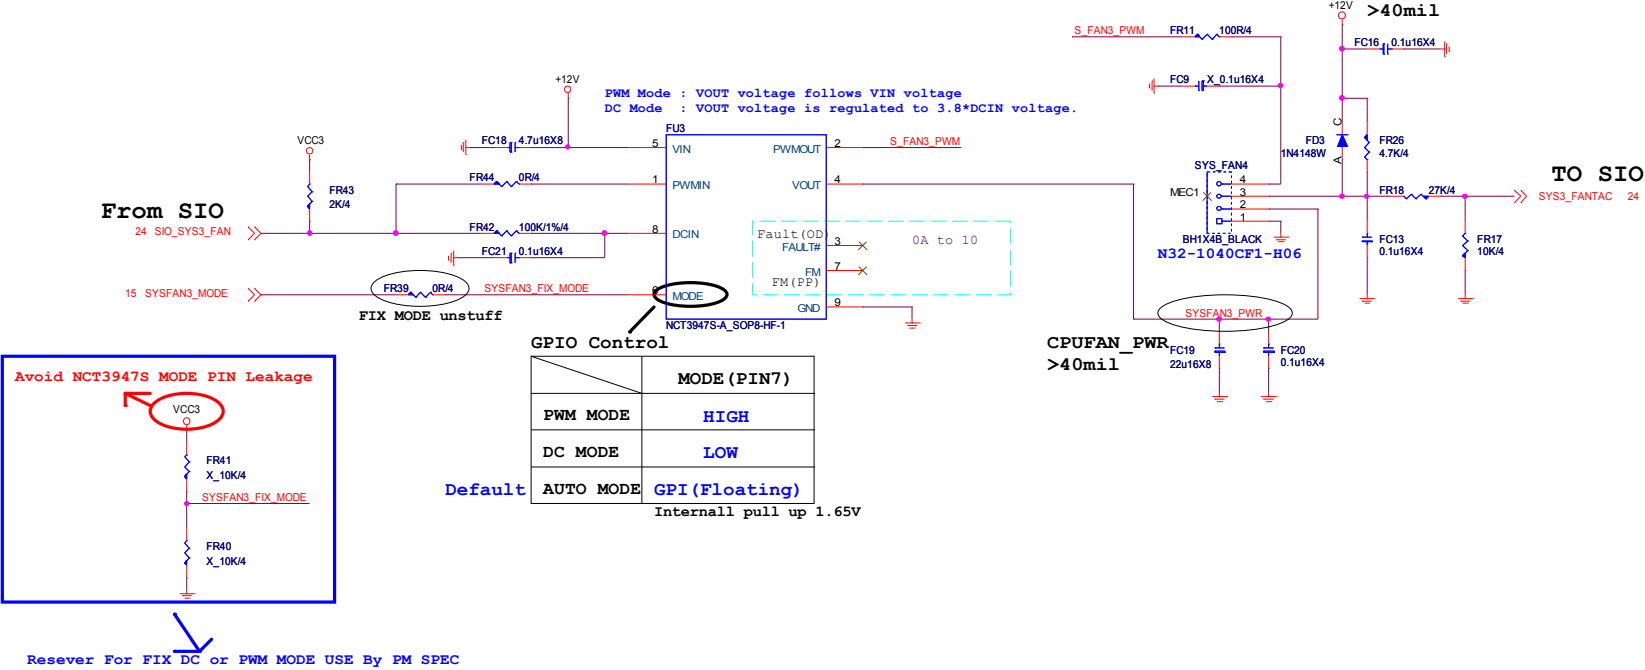 +12V
>40mil
S_FAN3_PWM
FR11
100R/4
FC16
0.1u16X4
+12V
FC9
X_0.1u16X4
PWM Mode : VOUT voltage follows VIN voltage
DC Mode : VOUT voltage is regulated to 3.8*DCIN voltage.
FU3
FC18
4.7u16X8
5
VIN
PWMOUT
2
S_FAN3_PWM
VCC3
FR44
0R/4
1
PWMIN
VOUT
4
FR43
2K/4
From SIO
24
SIO_SYS3_FAN
FR42
100K/1%/4
8
DCIN
FC21
0.1u16X4
Fault(OD)
FAULT#
3
0A to 10
FM
7
FM(PP)
15
SYSFAN3_MODE
FR39
0R/4
SYSFAN3_FIX_MODE
MODE
GND
9
FIX MODE unstuff
NCT3947S-A_SOP8-HF-1
C
FD3
1N4148W
A
FR26
4.7K/4
SYS_FAN4
MEC1
4
3
2
1
BH1X4B_BLACK
N32-1040CF1-H06
FR18
27K/4
TO SIO
SYS3_FANTAC
24
FC13
0.1u16X4
FR17
10K/4
SYSFAN3_PWR
CPUFAN_PWR
>40mil
FC19
22u16X8
FC20
0.1u16X4
GPIO Control
MODE(PIN7)
PWM MODE
HIGH
DC MODE
LOW
Default
AUTO MODE
GPI(Floating)
Internall pull up 1.65V
Avoid NCT3947S MODE PIN Leakage
VCC3
FR41
X_10K/4
SYSFAN3_FIX_MODE
FR40
X_10K/4
Resever For FIX DC or PWM MODE USE By PM SPEC